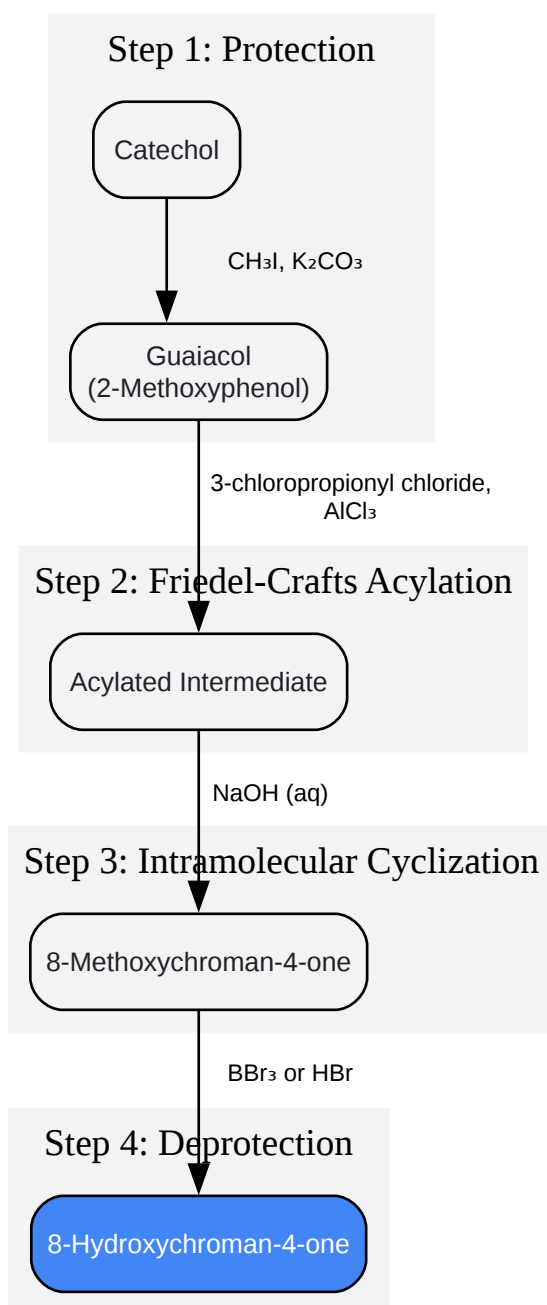 Step 1: Protection
Catechol
CH₃I, K₂CO₃
Guaiacol
(2-Methoxyphenol)
3-chloropropionyl chloride,
AlCl₃
Step 2: Friedel-Crafts Acylation
Acylated Intermediate
NaOH (aq)
Step 3: Intramolecular Cyclization
8-Methoxychroman-4-one
BBr₃ or HBr
Step 4: Deprotection
8-Hydroxychroman-4-one